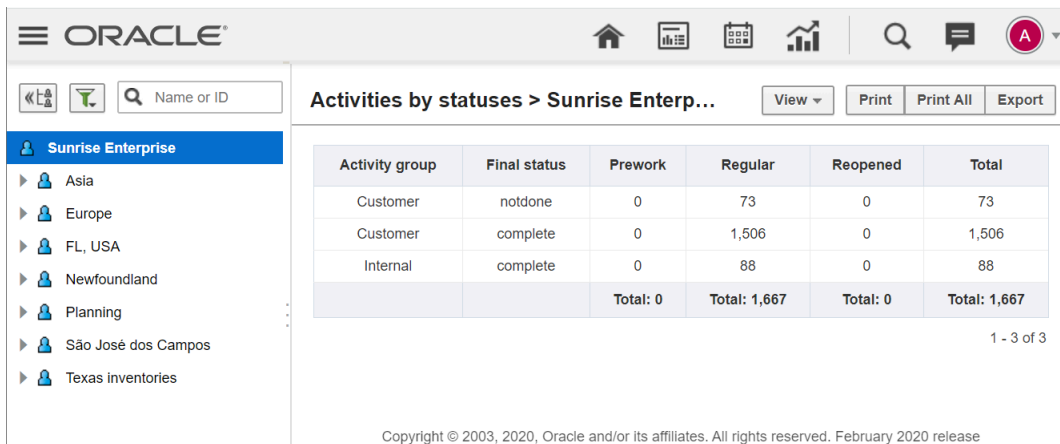 ORACLE®
A
Name or ID
Activities by statuses > Sunrise Enterp...
View
Print
Print All
Export
Sunrise Enterprise
Asia
Europe
FL, USA
Newfoundland
Planning
São José dos Campos
Texas inventories
Activity group Final status Prework Regular Reopened Total
Customer notdone 0 73 0 73
Customer complete 0 1,506 0 1,506
Internal complete 0 88 0 88
Total: 0 Total: 1,667 Total: 0 Total: 1,667
1 - 3 of 3
Copyright © 2003, 2020, Oracle and/or its affiliates. All rights reserved. February 2020 release